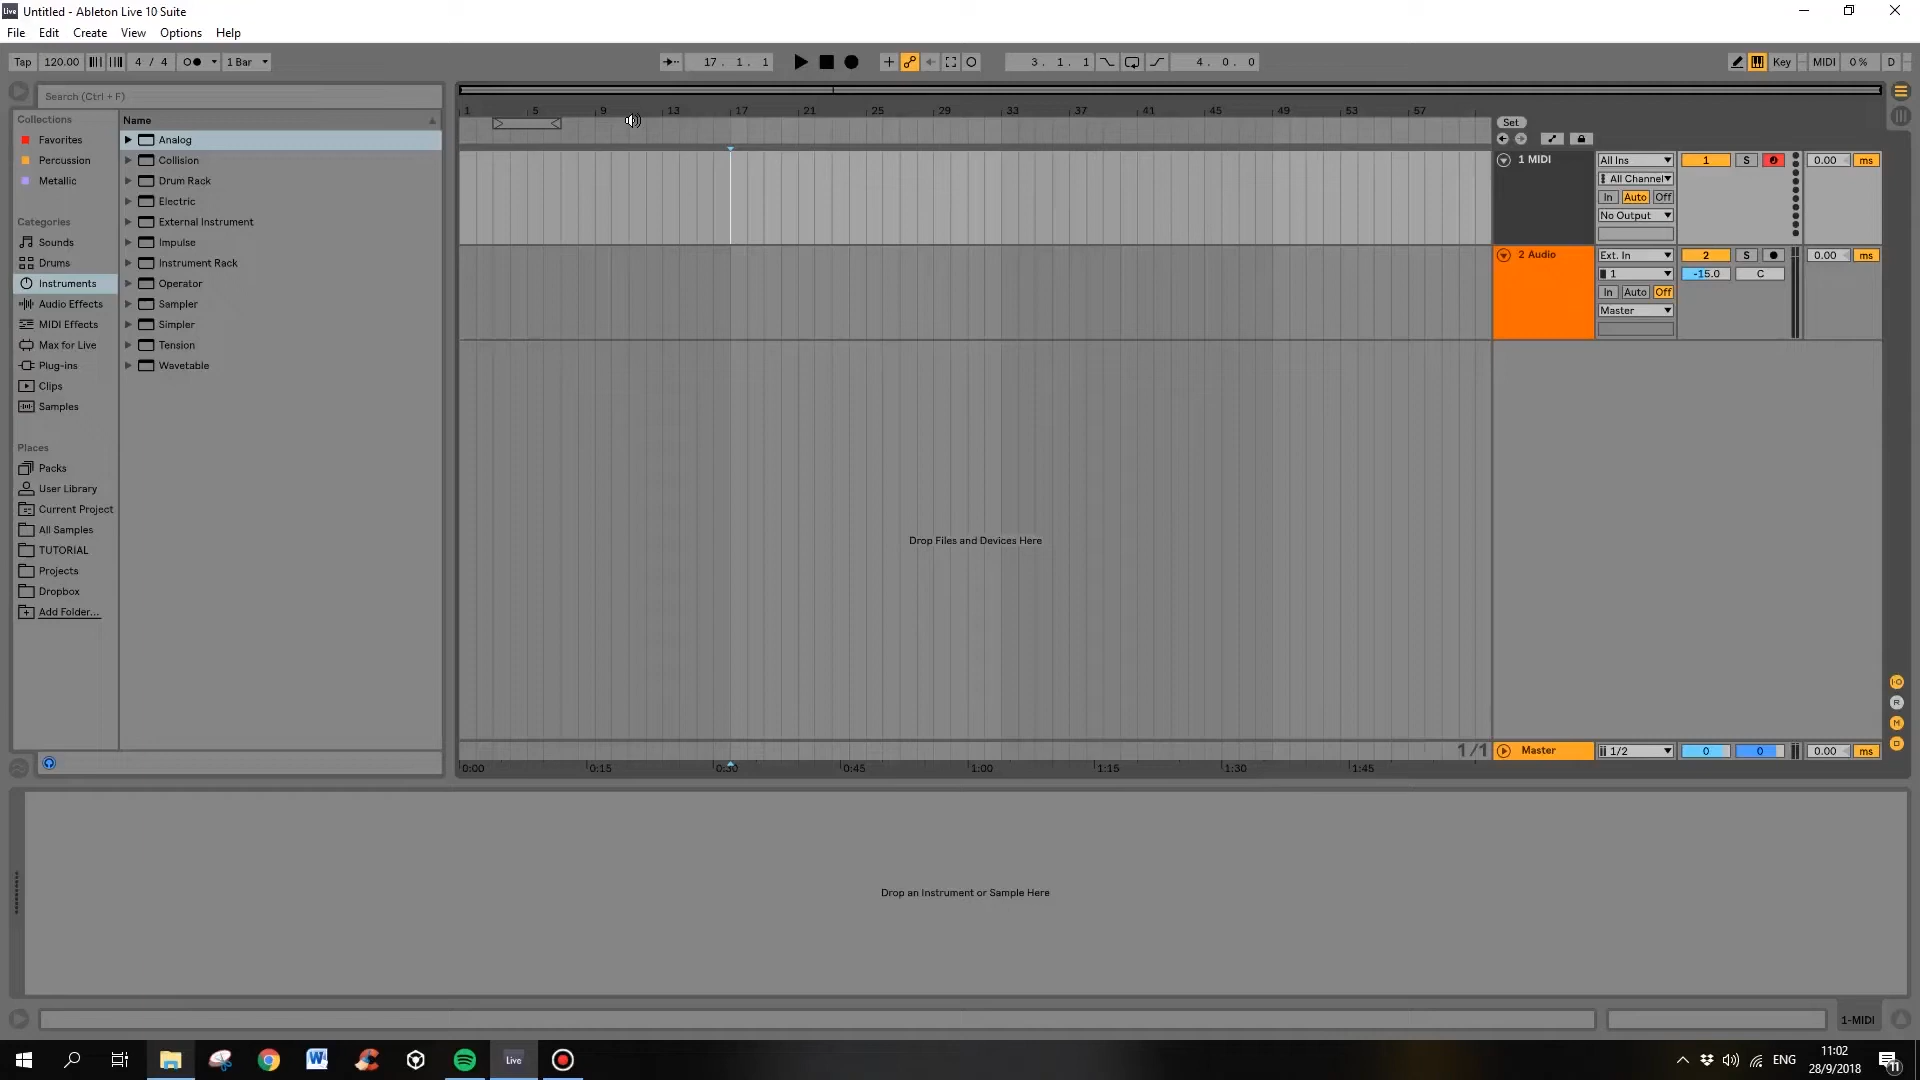 Live Untitled - Ableton Live 10 Suite
File Edit Create View Options Help
Tap 120.00 4 / 4 1 Bar 17. 1. 1 3. 1. 1 4. 0. 0 Key MIDI 0 % D
Search (Ctrl + F)
Collections
Favorites
Percussion
Metallic
Categories
Sounds
Drums
Instruments
Audio Effects
MIDI Effects
Max for Live
Plug-ins
Clips
Samples
Places
Packs
User Library
Current Project
All Samples
TUTORIAL
Projects
Dropbox
Add Folder...
Name
Analog
Collision
Drum Rack
Electric
External Instrument
Impulse
Instrument Rack
Operator
Sampler
Simpler
Tension
Wavetable
1 5 9 13 17 21 25 29 33 37 41 45 49 53 57
Set
1 MIDI All Ins 1 S 0.00 ms
All Channel
In Auto Off
No Output
2 Audio Ext. In 2 S 0.00 ms
1 -15.0 C
In Auto Off
Master
Drop Files and Devices Here
I·O
R
M
D
1/1 Master 1/2 0 0 0.00 ms
0:00 0:15 0:30 0:45 1:00 1:15 1:30 1:45
Drop an Instrument or Sample Here
1-MIDI
Live ENG 11:02
28/9/2018
11